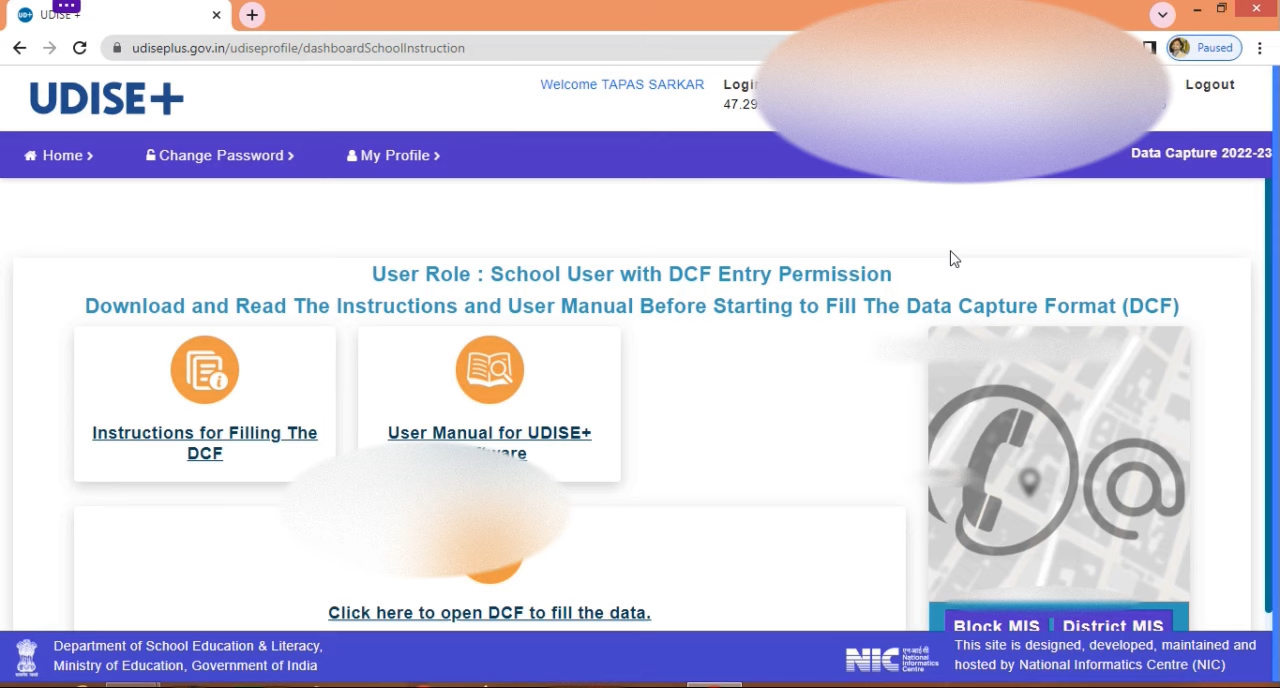 UDISE +
udiseplus.gov.in/udiseprofile/dashboardSchoolInstruction
Paused
UDISE+
Welcome TAPAS SARKAR
Logout
47.29
Home
Change Password
My Profile
Data Capture 2022-23
User Role : School User with DCF Entry Permission
Download and Read The Instructions and User Manual Before Starting to Fill The Data Capture Format (DCF)
Instructions for Filling The
DCF
User Manual for UDISE+
Click here to open DCF to fill the data.
Block MIS
District MIS
Department of School Education & Literacy,
Ministry of Education, Government of India
NIC
एन आई सी
National
Informatics
Centre
This site is designed, developed, maintained and
hosted by National Informatics Centre (NIC)